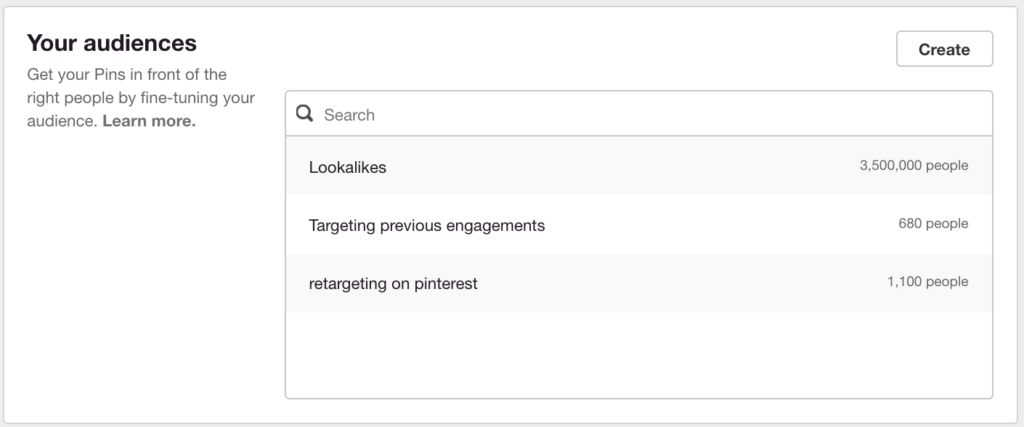 Your audiences
Create
Get your Pins in front of the
right people by fine-tuning your
audience. Learn more.
Search
Lookalikes 3,500,000 people
Targeting previous engagements 680 people
retargeting on pinterest 1,100 people